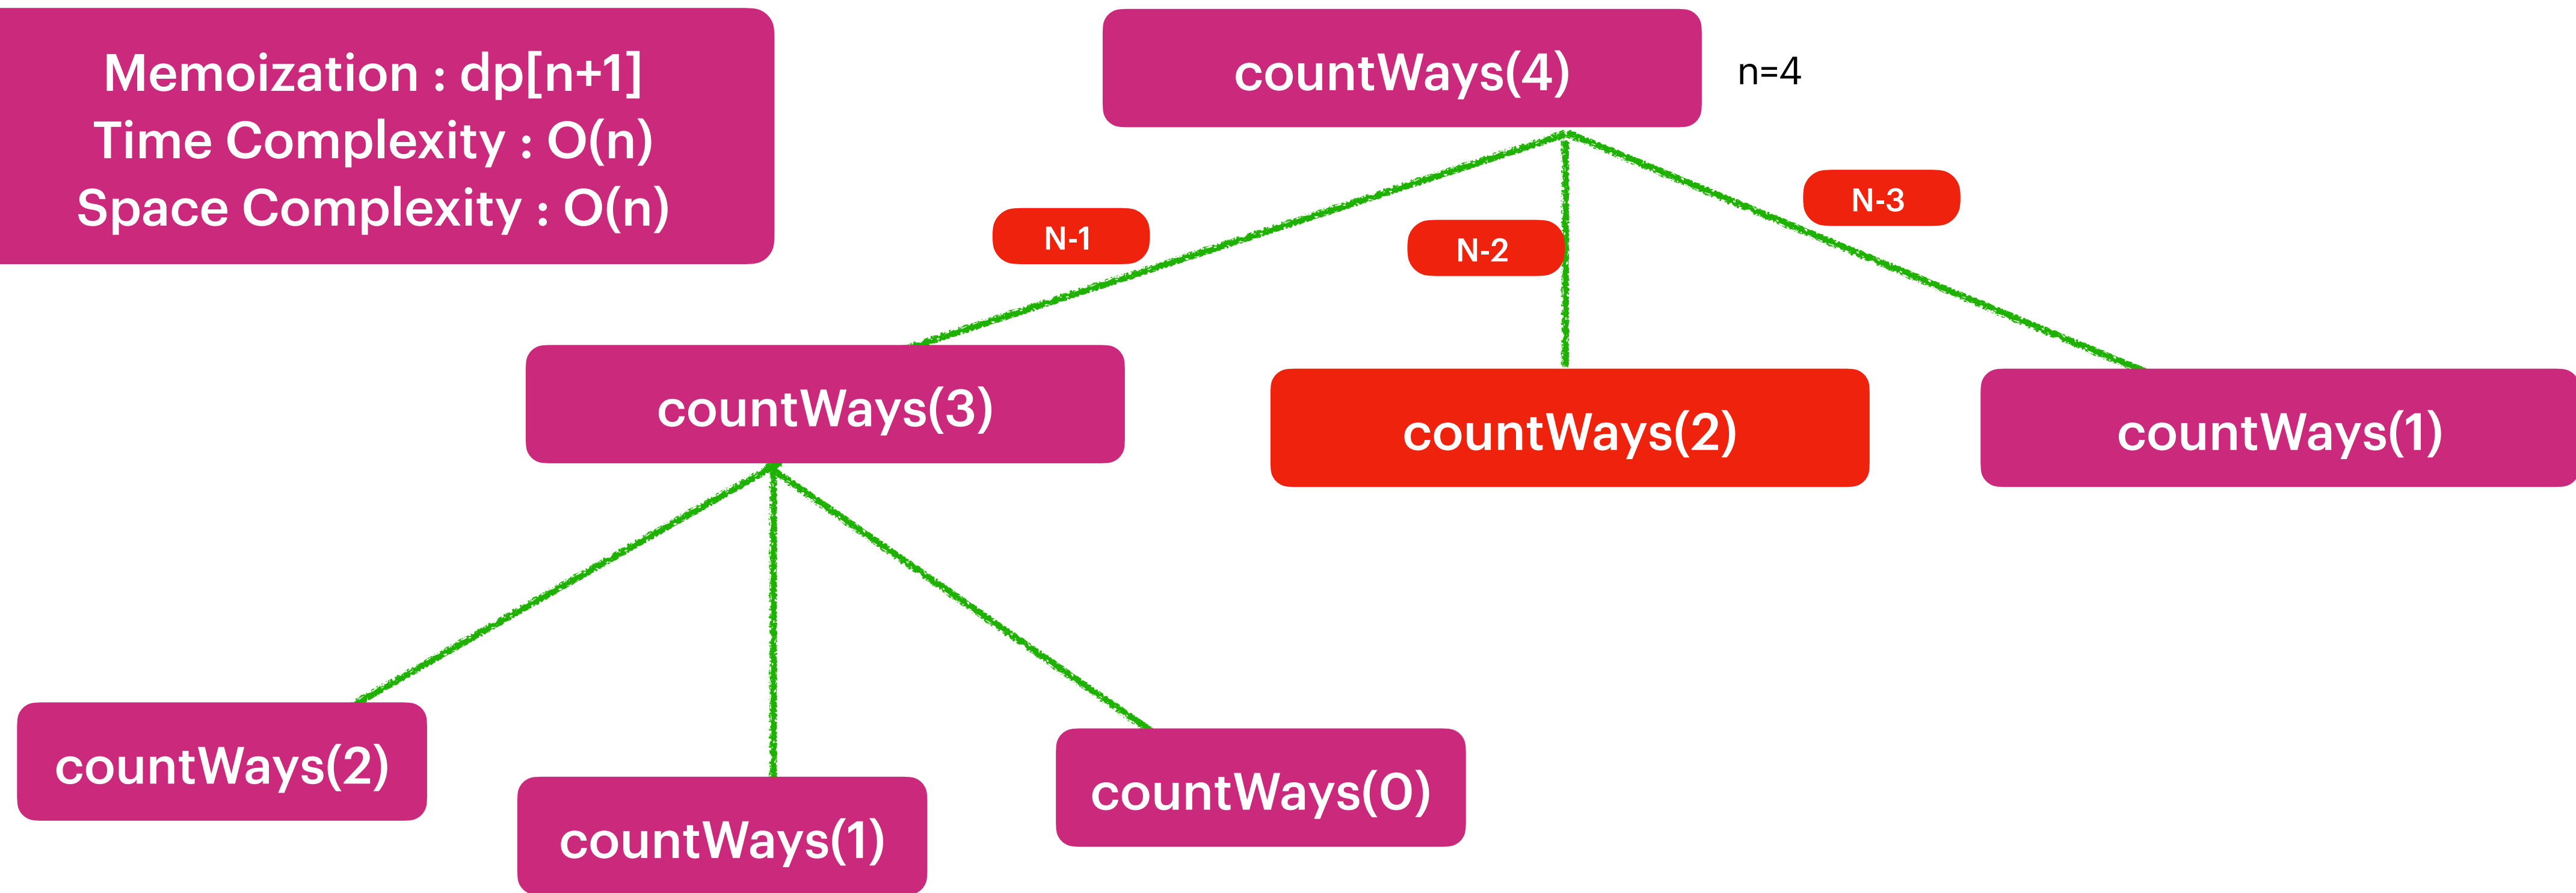 Memoization : dp[n+1]
Time Complexity : O(n)
Space Complexity : O(n)
countWays(4)
n=4
N-1
N-2
N-3
countWays(3)
countWays(2)
countWays(1)
countWays(2)
countWays(1)
countWays(0)